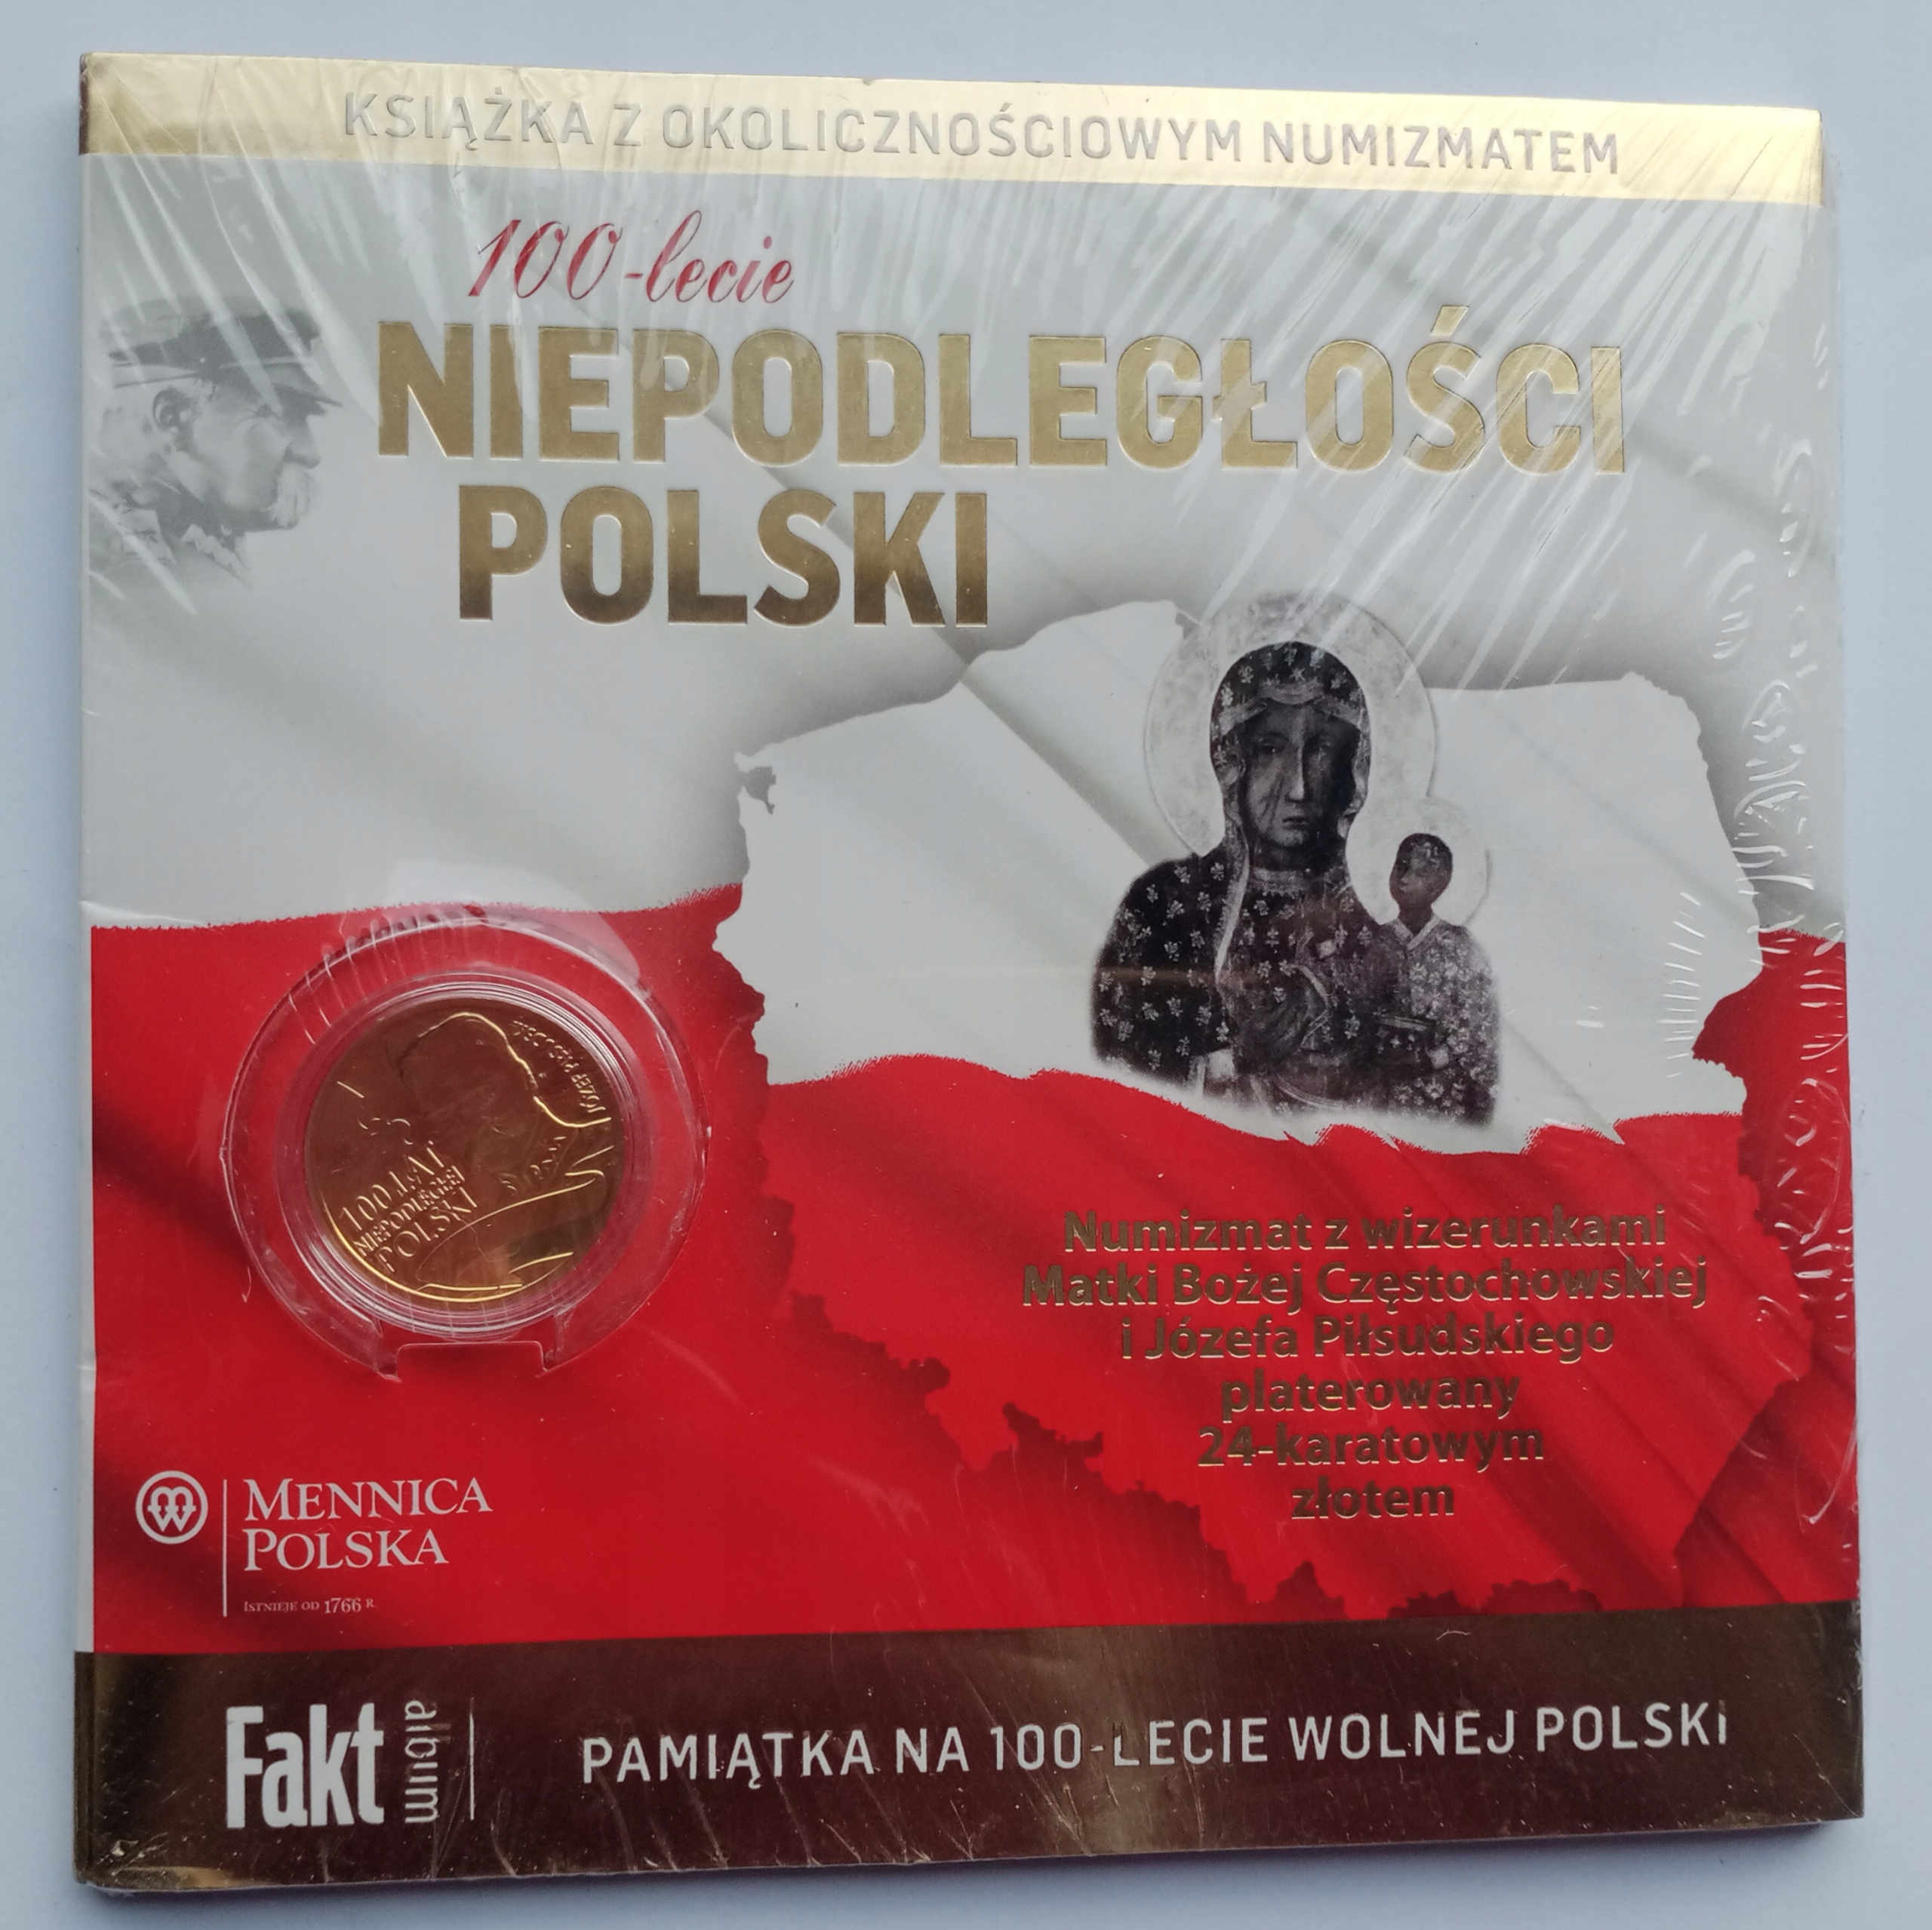 KSIĄŻKA Z OKOLICZNOŚCIOWYM NUMIZMATEM
100-lecie
NIEPODLEGŁOŚCI
POLSKI
JÓZEF PIŁSUDSKI
100 LAT
NIEPODLEGŁEJ
POLSKI
Numizmat z wizerunkami
Matki Bożej Częstochowskiej
i Józefa Piłsudskiego
platerowany
24-karatowym
złotem
MENNICA
POLSKA
ISTNIEJE OD 1766 R.
Fakt
album
PAMIĄTKA NA 100-LECIE WOLNEJ POLSKI